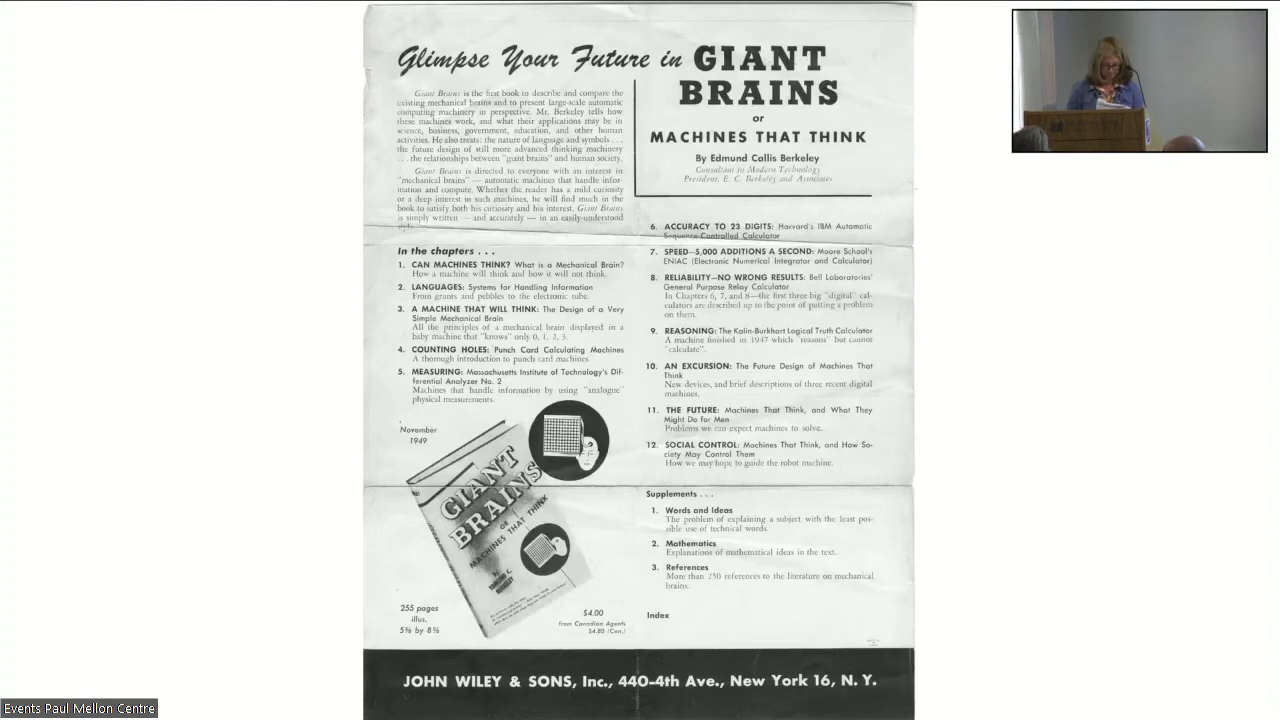 Glimpse Your Future in GIANT
BRAINS
or
MACHINES THAT THINK
By Edmund Callis Berkeley
Consultant in Modern Technology
President, E. C. Berkeley and Associates
Giant Brains is the first book to describe and compare the
existing mechanical brains and to present large-scale automatic
computing machinery in perspective. Mr. Berkeley tells how
these machines work, and what their applications may be in
science, business, government, education, and other human
activities. He also treats: the nature of language and symbols . . .
the future design of still more advanced thinking machinery
. . . the relationships between "giant brains" and human society.
Giant Brains is directed to everyone with an interest in
"mechanical brains" — automatic machines that handle infor-
mation and compute. Whether the reader has a mild curiosity
or a deep interest in such machines, he will find much in the
book to satisfy both his curiosity and his interest. Giant Brains
is simply written — and accurately — in an easily-understood
style.
In the chapters . . .
1. CAN MACHINES THINK? What is a Mechanical Brain?
How a machine will think and how it will not think.
2. LANGUAGES: Systems for Handling Information
From grunts and pebbles to the electronic tube.
3. A MACHINE THAT WILL THINK: The Design of a Very
Simple Mechanical Brain
All the principles of a mechanical brain displayed in a
baby machine that "knows" only 0, 1, 2, 3.
4. COUNTING HOLES: Punch Card Calculating Machines
A thorough introduction to punch card machines.
5. MEASURING: Massachusetts Institute of Technology's Dif-
ferential Analyzer No. 2
Machines that handle information by using "analogue"
physical measurements.
6. ACCURACY TO 23 DIGITS: Harvard's IBM Automatic
Sequence-Controlled Calculator
7. SPEED—5,000 ADDITIONS A SECOND: Moore School's
ENIAC (Electronic Numerical Integrator and Calculator)
8. RELIABILITY—NO WRONG RESULTS: Bell Laboratories'
General Purpose Relay Calculator
In Chapters 6, 7, and 8—the first three big "digital" cal-
culators are described up to the point of putting a problem
on them.
9. REASONING: The Kalin-Burkhart Logical Truth Calculator
A machine finished in 1947 which "reasons" but cannot
"calculate".
10. AN EXCURSION: The Future Design of Machines That
Think
New devices, and brief descriptions of three recent digital
machines.
11. THE FUTURE: Machines That Think, and What They
Might Do for Men
Problems we can expect machines to solve.
12. SOCIAL CONTROL: Machines That Think, and How So-
ciety May Control Them
How we may hope to guide the robot machine.
Supplements . . .
1. Words and Ideas
The problem of explaining a subject with the least pos-
sible use of technical words.
2. Mathematics
Explanations of mathematical ideas in the text.
3. References
More than 250 references to the literature on mechanical
brains.
Index
November
1949
GIANT
BRAINS
OR
MACHINES THAT THINK
BY
EDMUND C.
BERKELEY
255 pages
illus.
5⅜ by 8⅜
$4.00
from Canadian Agents
$4.80 (Can.)
JOHN WILEY & SONS, Inc., 440-4th Ave., New York 16, N. Y.
Events Paul Mellon Centre